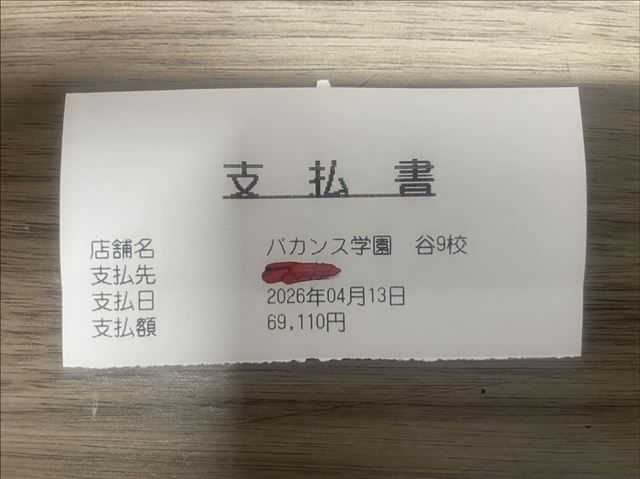 支払書
店舗名 バカンス学園 谷9校
支払先
支払日 2026年04月13日
支払額 69,110円